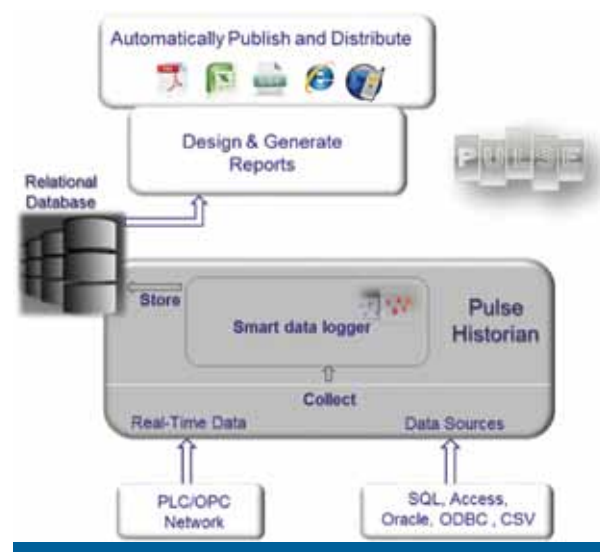 Automatically Publish and Distribute
Design & Generate
Reports
PULSE
Relational
Database
Store
Smart data logger
Pulse
Historian
Collect
Real-Time Data
Data Sources
PLC/OPC
Network
SQL, Access,
Oracle, ODBC , CSV